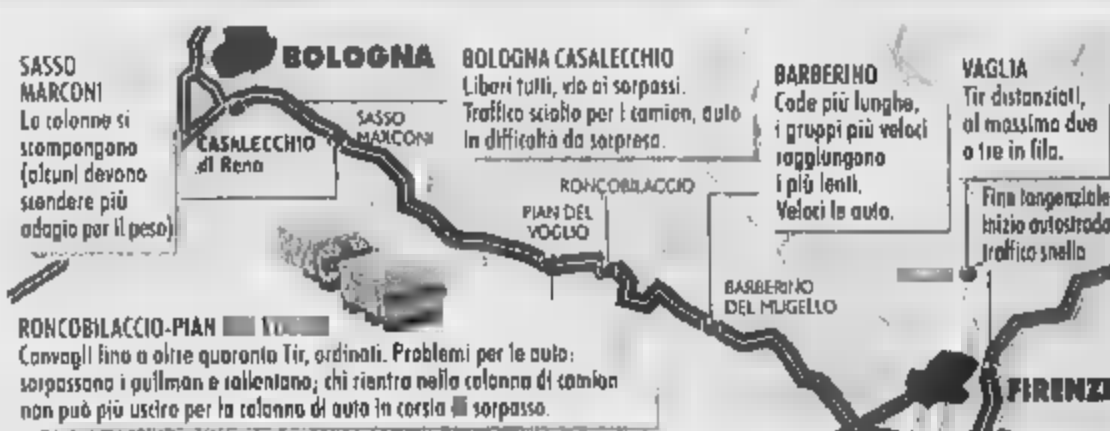 SASSO
MARCONI
Le colonne si
scompongono
(alcuni devono
scendere più
adagio per il peso)
BOLOGNA
CASALECCHIO
di Reno
SASSO
MARCONI
BOLOGNA CASALECCHIO
Liberi tutti, via ai sorpassi.
Traffico sciolto per i camion, auto
in difficoltà da sorpresa.
RONCOBILACCIO
PIAN DEL
VOGLIO
BARBERINO
Code più lunghe,
i gruppi più veloci
raggiungono
i più lenti.
Veloci le auto.
BARBERINO
DEL MUGELLO
VAGLIA
Tir distanziati,
al massimo due
o tre in fila.
Fine tangenziale
inizio autostrada
traffico snello
RONCOBILACCIO-PIAN
Convogli fino a oltre quaranta Tir, ordinati. Problemi per le auto:
sorpassano i pullman e rallentano; chi rientra nella colonna di camion
non può più uscire per la colonna di auto in corsia sorpasso.
FIRENZE